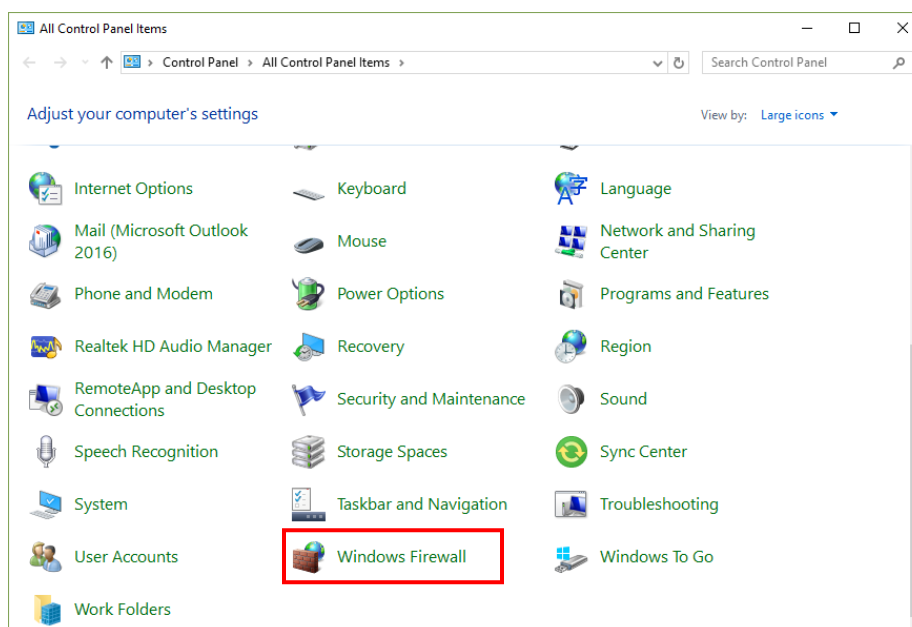 All Control Panel Items
Control Panel > All Control Panel Items >
Search Control Panel
Adjust your computer's settings
View by: Large icons
Internet Options
Keyboard
Language
Mail (Microsoft Outlook
2016)
Mouse
Network and Sharing
Center
Phone and Modem
Power Options
Programs and Features
Realtek HD Audio Manager
Recovery
Region
RemoteApp and Desktop
Connections
Security and Maintenance
Sound
Speech Recognition
Storage Spaces
Sync Center
System
Taskbar and Navigation
Troubleshooting
User Accounts
Windows Firewall
Windows To Go
Work Folders